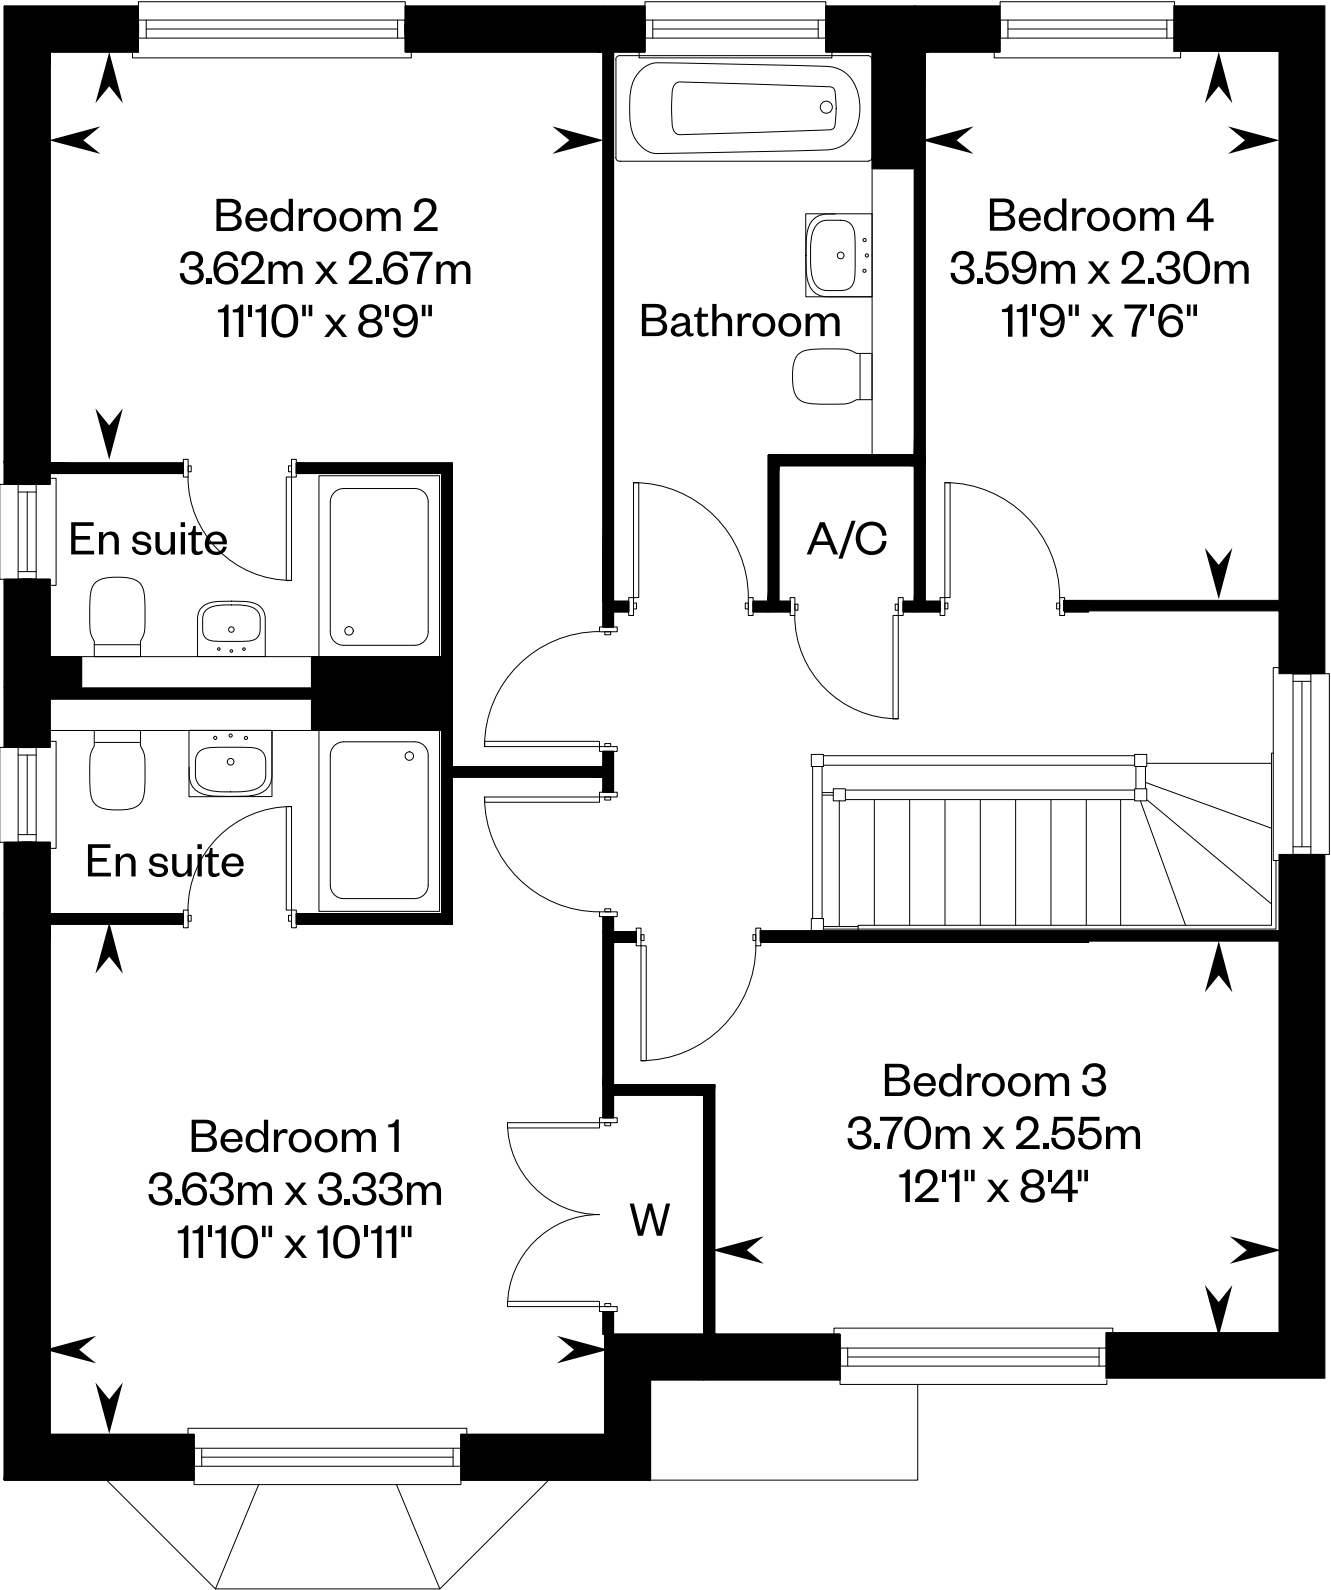 Bedroom 2
3.62m x 2.67m
11'10" x 8'9"
Bathroom
Bedroom 4
3.59m x 2.30m
11'9" x 7'6"
En suite
A/C
En suite
Bedroom 1
3.63m x 3.33m
11'10" x 10'11"
W
Bedroom 3
3.70m x 2.55m
12'1" x 8'4"